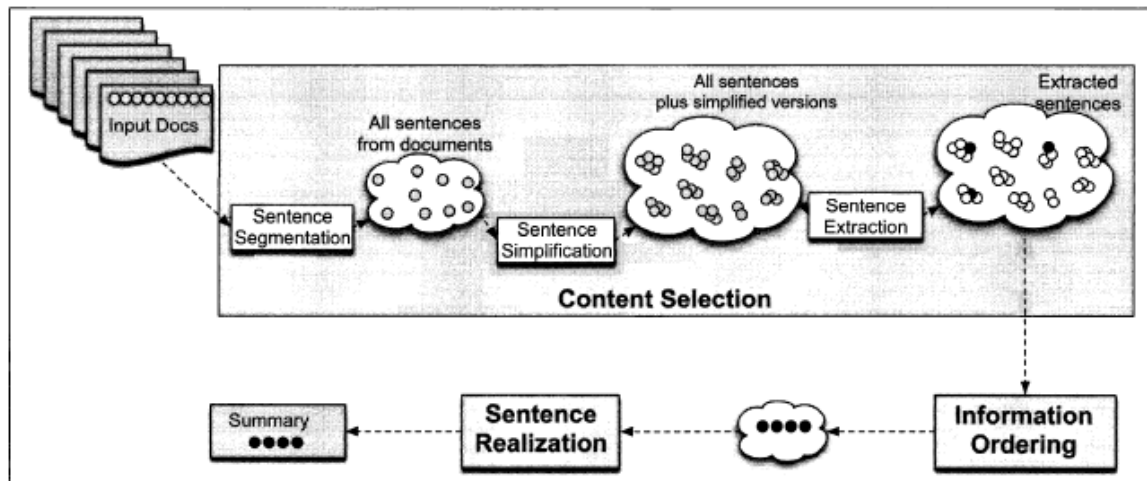 Input Docs
All sentences
from documents
All sentences
plus simplified versions
Extracted
sentences
Sentence
Segmentation
Sentence
Simplification
Sentence
Extraction
Content Selection
Summary
Sentence
Realization
Information
Ordering